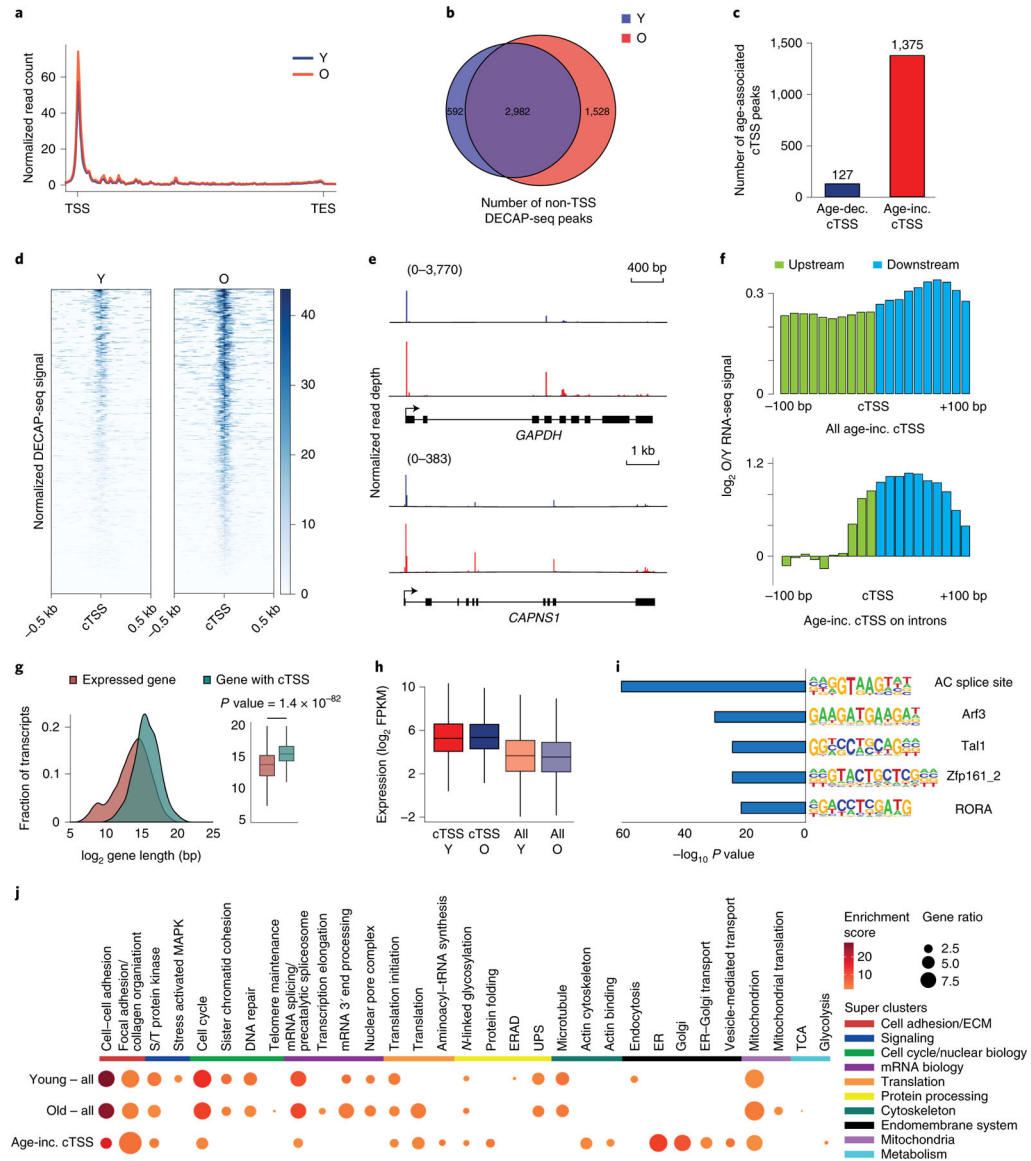 a
Normalized read count
60
40
20
0
Y
O
TSS
TES
b
Y
O
592
2,982
1,528
Number of non-TSS
DECAP-seq peaks
c
Number of age-associated
cTSS peaks
1,500
1,000
500
0
127
1,375
Age-dec.
cTSS
Age-inc.
cTSS
d
Y
O
Normalized DECAP-seq signal
40
30
20
10
0
−0.5 kb
cTSS
0.5 kb
−0.5 kb
cTSS
0.5 kb
e
(0–3,770)
400 bp
Normalized read depth
GAPDH
(0–383)
1 kb
CAPNS1
f
Upstream
Downstream
log2 O/Y RNA-seq signal
0.3
0
−100 bp
cTSS
+100 bp
All age-inc. cTSS
1.2
0
−100 bp
cTSS
+100 bp
Age-inc. cTSS on introns
g
Expressed gene
Gene with cTSS
P value = 1.4 × 10−82
Fraction of transcripts
0.2
0.1
0
5
10
15
20
25
log2 gene length (bp)
20
15
10
5
h
Expression (log2 FPKM)
10
6
2
−2
cTSS
Y
cTSS
O
All
Y
All
O
i
AC splice site
Arf3
Tal1
Zfp161_2
RORA
60
40
20
0
−log10 P value
j
Cell–cell adhesion
Focal adhesion/
collagen organiationt
S/T protein kinase
Stress activated MAPK
Cell cycle
Sister chromatid cohesion
DNA repair
Telomere maintenance
mRNA splicing/
precatalytic spliceosome
Transcription elongation
mRNA 3′ end processing
Nuclear pore complex
Translation initiation
Translation
Aminoacyl–tRNA synthesis
N-linked glycosylation
Protein folding
ERAD
UPS
Microtubule
Actin cytoskeleton
Actin binding
Endocytosis
ER
Golgi
ER–Golgi transport
Vesicle-mediated transport
Mitochondrion
Mitochondrial translation
TCA
Glycolysis
Young – all
Old – all
Age-inc. cTSS
Enrichment
score
20
10
Gene ratio
2.5
5.0
7.5
Super clusters
Cell adhesion/ECM
Signaling
Cell cycle/nuclear biology
mRNA biology
Translation
Protein processing
Cytoskeleton
Endomembrane system
Mitochondria
Metabolism